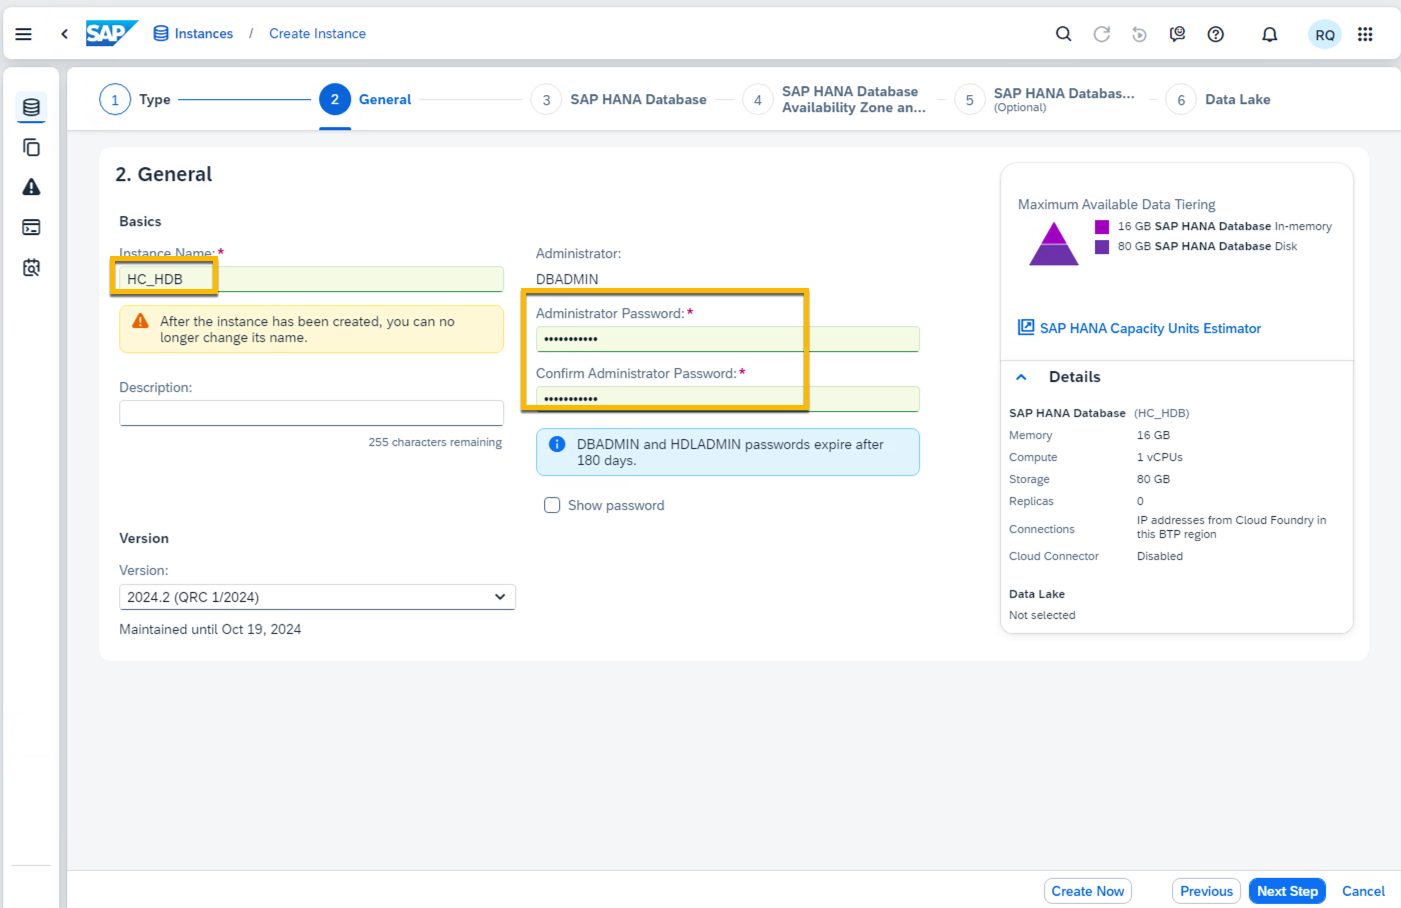 SAP
Instances / Create Instance
RQ
1 Type
2 General
3 SAP HANA Database
4 SAP HANA Database
Availability Zone an...
5 SAP HANA Databas...
(Optional)
6 Data Lake
2. General
Basics
Instance Name:*
HC_HDB
After the instance has been created, you can no
longer change its name.
Description:
255 characters remaining
Administrator:
DBADMIN
Administrator Password:*
•••••••••••
Confirm Administrator Password:*
•••••••••••
DBADMIN and HDLADMIN passwords expire after
180 days.
Show password
Version
Version:
2024.2 (QRC 1/2024)
Maintained until Oct 19, 2024
Maximum Available Data Tiering
16 GB SAP HANA Database In-memory
80 GB SAP HANA Database Disk
SAP HANA Capacity Units Estimator
Details
SAP HANA Database (HC_HDB)
Memory 16 GB
Compute 1 vCPUs
Storage 80 GB
Replicas 0
Connections IP addresses from Cloud Foundry in
this BTP region
Cloud Connector Disabled
Data Lake
Not selected
Create Now Previous Next Step Cancel